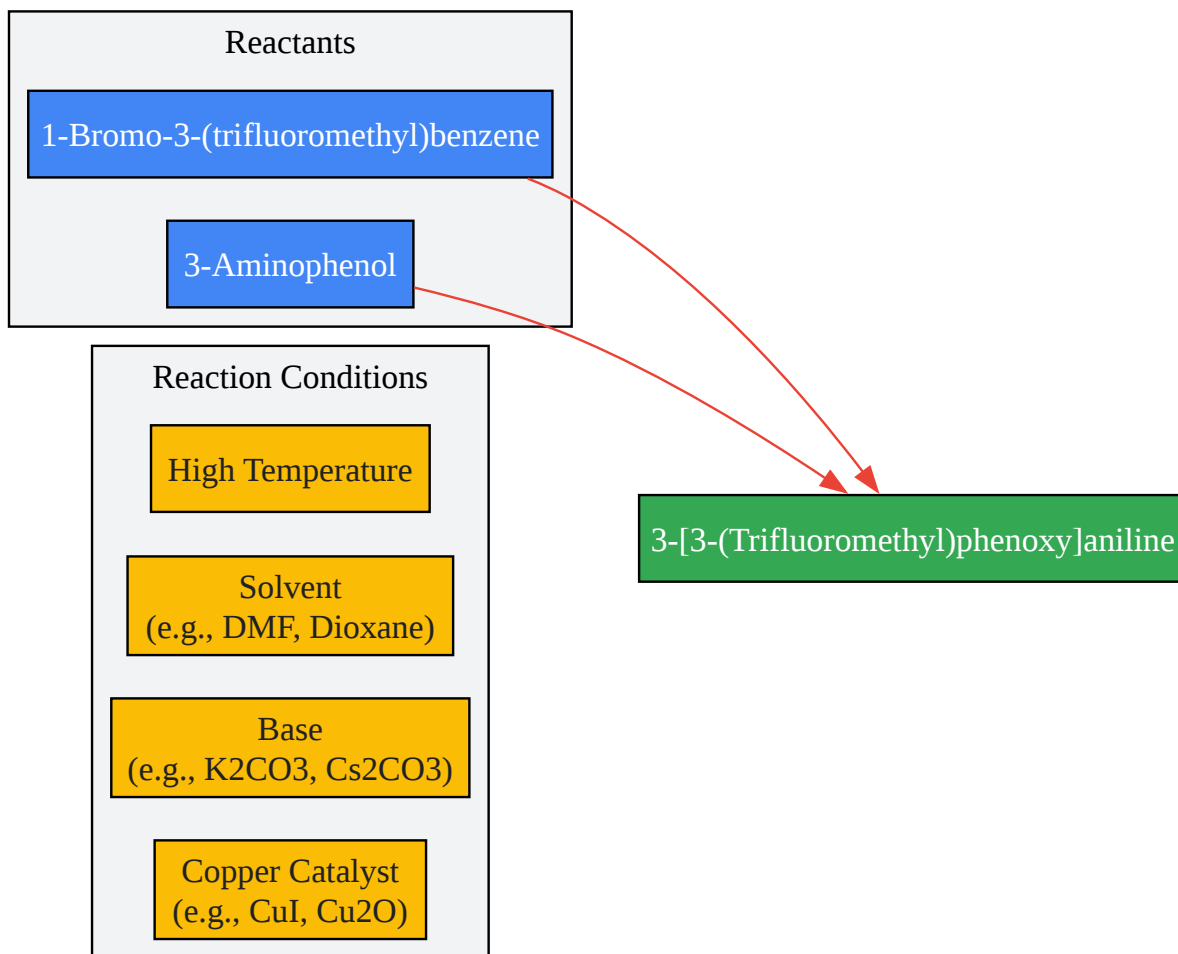 Reactants
1-Bromo-3-(trifluoromethyl)benzene
3-Aminophenol
Reaction Conditions
High Temperature
Solvent
(e.g., DMF, Dioxane)
Base
(e.g., K2CO3, Cs2CO3)
Copper Catalyst
(e.g., CuI, Cu2O)
3-[3-(Trifluoromethyl)phenoxy]aniline